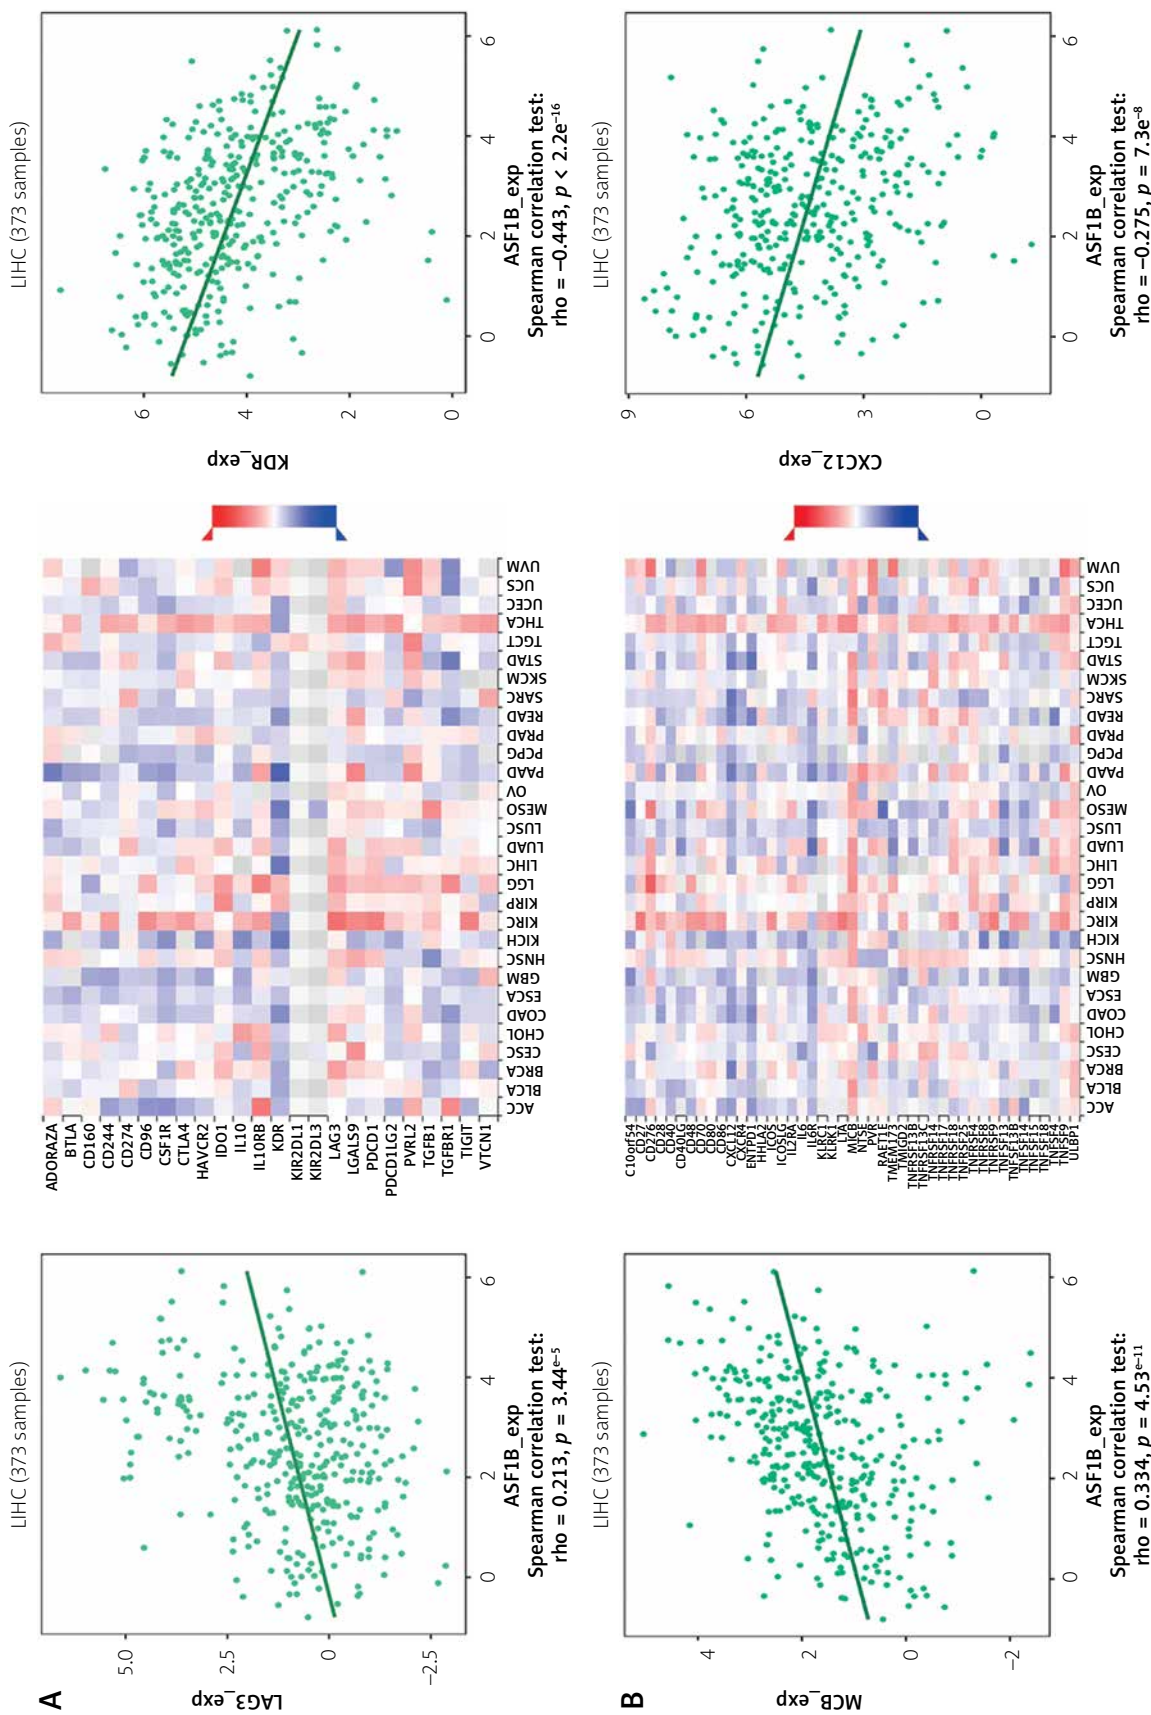 A
LIHC (373 samples)
LAG3_exp
5.0
2.5
0
−2.5
0 2 4 6
ASF1B_exp
Spearman correlation test:
rho = 0.213, p = 3.44e−5
ADORAZA
BTLA
CD160
CD244
CD274
CD96
CSF1R
CTLA4
HAVCR2
IDO1
IL10
IL10RB
KDR
KIR2DL1
KIR2DL3
LAG3
LGALS9
PDCD1
PDCD1LG2
PVRL2
TGFB1
TGFBR1
TIGIT
VTCN1
ACC BLCA BRCA CESC CHOL COAD ESCA GBM HNSC KICH KIRC KIRP LGG LIHC LUAD LUSC MESO OV PAAD PCPG PRAD READ SARC SKCM STAD TGCT THCA UCEC UCS UVM
LIHC (373 samples)
KDR_exp
6
4
2
0
0 2 4 6
ASF1B_exp
Spearman correlation test:
rho = −0.443, p < 2.2e−16
B
LIHC (373 samples)
MCB_exp
4
2
0
−2
0 2 4 6
ASF1B_exp
Spearman correlation test:
rho = 0.334, p = 4.53e−11
C10orf54
CD27
CD276
CD28
CD40
CD40LG
CD48
CD70
CD80
CD86
CXCL12
CXCR4
ENTPD1
HHLA2
ICOS
ICOSLG
IL2RA
IL6
IL6R
KLRC1
KLRK1
LTA
MICB
NT5E
PVR
RAET1E
TMEM173
TMIGD2
TNFRSF13B
TNFRSF13C
TNFRSF14
TNFRSF17
TNFRSF18
TNFRSF25
TNFRSF4
TNFRSF8
TNFRSF9
TNFSF13
TNFSF13B
TNFSF14
TNFSF15
TNFSF18
TNFSF4
TNFSF9
ULBP1
ACC BLCA BRCA CESC CHOL COAD ESCA GBM HNSC KICH KIRC KIRP LGG LIHC LUAD LUSC MESO OV PAAD PCPG PRAD READ SARC SKCM STAD TGCT THCA UCEC UCS UVM
LIHC (373 samples)
CXC12_exp
9
6
3
0
0 2 4 6
ASF1B_exp
Spearman correlation test:
rho = −0.275, p = 7.3e−8